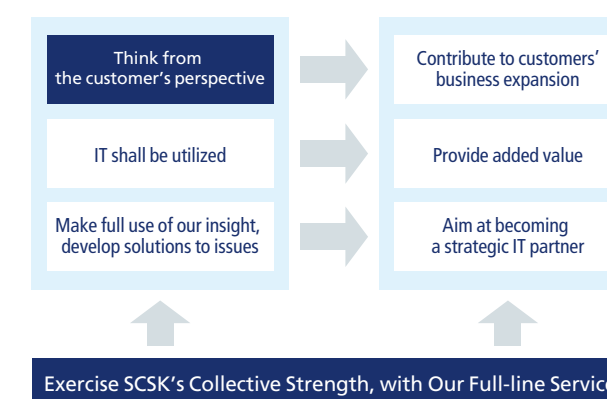 Think from
the customer's perspective
Contribute to customers'
business expansion
IT shall be utilized
Provide added value
Make full use of our insight,
develop solutions to issues
Aim at becoming
a strategic IT partner
Exercise SCSK's Collective Strength, with Our Full-line Service